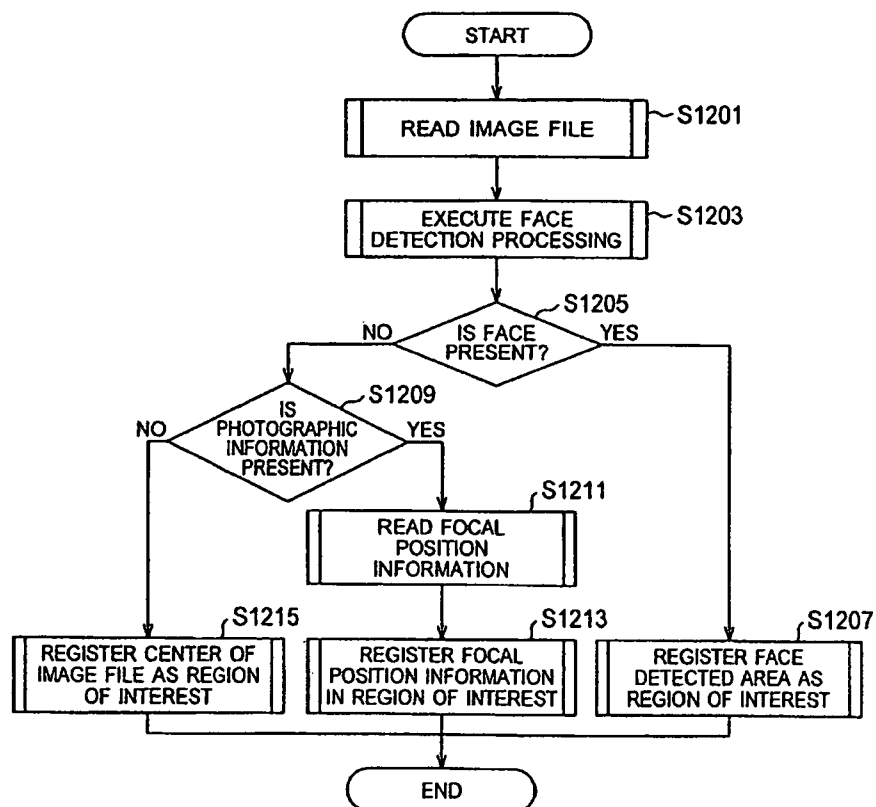 START
READ IMAGE FILE
S1201
EXECUTE FACE
DETECTION PROCESSING
S1203
S1205
NO
IS FACE
PRESENT?
YES
S1209
NO
IS
PHOTOGRAPHIC
INFORMATION
PRESENT?
YES
S1211
READ FOCAL
POSITION
INFORMATION
S1215
REGISTER CENTER OF
IMAGE FILE AS REGION
OF INTEREST
S1213
REGISTER FOCAL
POSITION INFORMATION
IN REGION OF INTEREST
S1207
REGISTER FACE
DETECTED AREA AS
REGION OF INTEREST
END